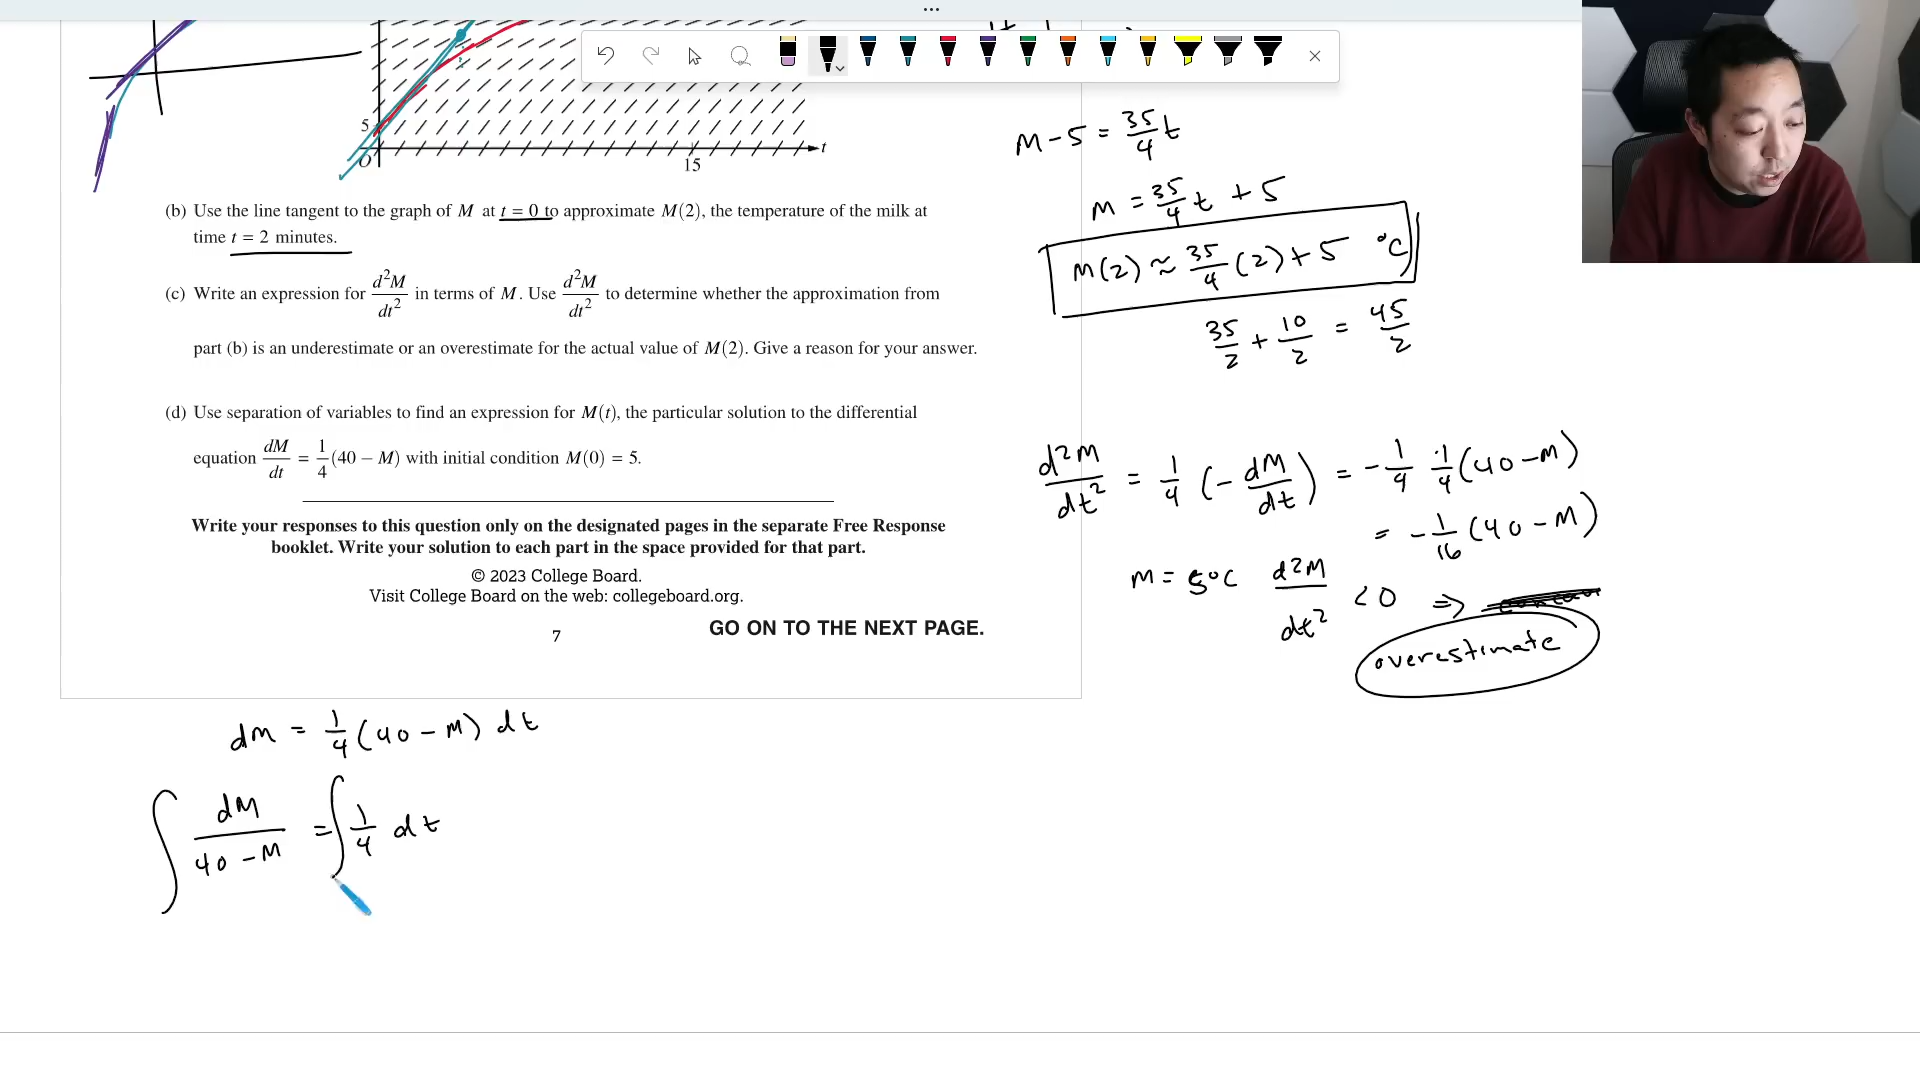 ...
5
O
15
t
(b) Use the line tangent to the graph of M at t = 0 to approximate M(2), the temperature of the milk at
time t = 2 minutes.
(c) Write an expression for d²M/dt² in terms of M. Use d²M/dt² to determine whether the approximation from
part (b) is an underestimate or an overestimate for the actual value of M(2). Give a reason for your answer.
(d) Use separation of variables to find an expression for M(t), the particular solution to the differential
equation dM/dt = 1/4(40 − M) with initial condition M(0) = 5.
Write your responses to this question only on the designated pages in the separate Free Response
booklet. Write your solution to each part in the space provided for that part.
© 2023 College Board.
Visit College Board on the web: collegeboard.org.
7
GO ON TO THE NEXT PAGE.
M - 5 = 35/4 t
M = 35/4 t + 5
M(2) ≈ 35/4 (2) + 5 °C
35/2 + 10/2 = 45/2
d²M/dt² = 1/4 (- dM/dt) = - 1/4 · 1/4 (40 - M)
= - 1/16 (40 - M)
M = 5°C d²M/dt² < 0 ⇒
overestimate
dM = 1/4 (40 - M) dt
∫ dM/(40 - M) = ∫ 1/4 dt